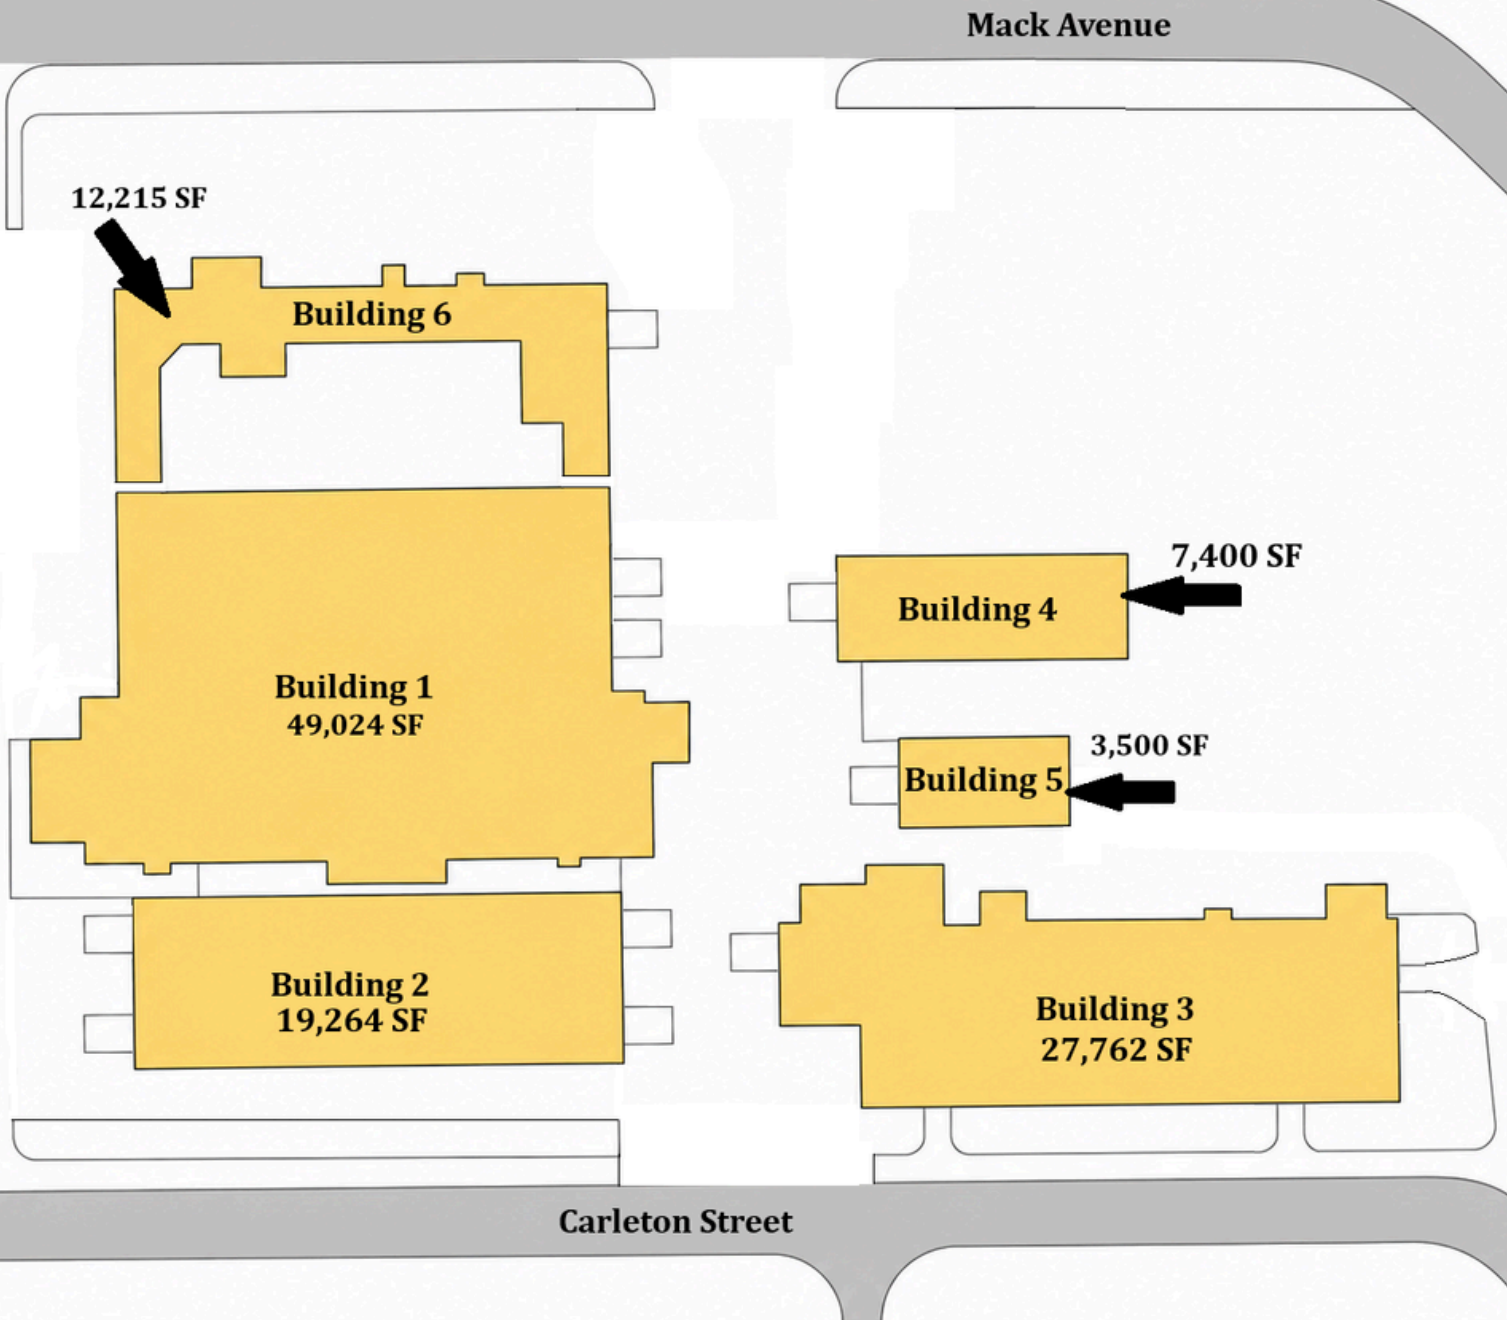 Mack Avenue
12,215 SF
Building 6
7,400 SF
Building 4
Building 1
49,024 SF
3,500 SF
Building 5
Building 2
19,264 SF
Building 3
27,762 SF
Carleton Street